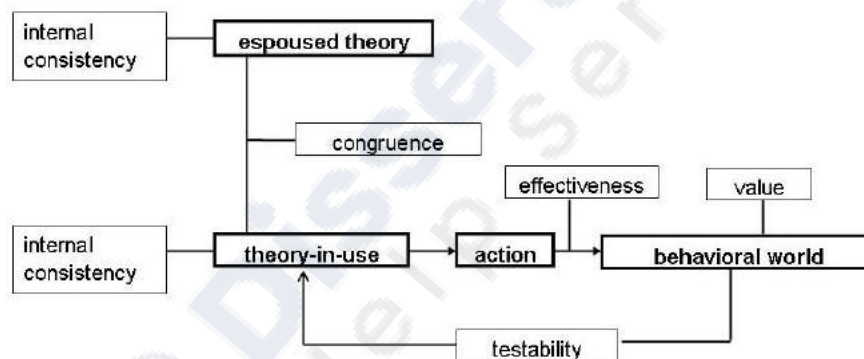 internal
consistency
espoused theory
congruence
effectiveness
value
internal
consistency
theory-in-use
action
behavioral world
testability